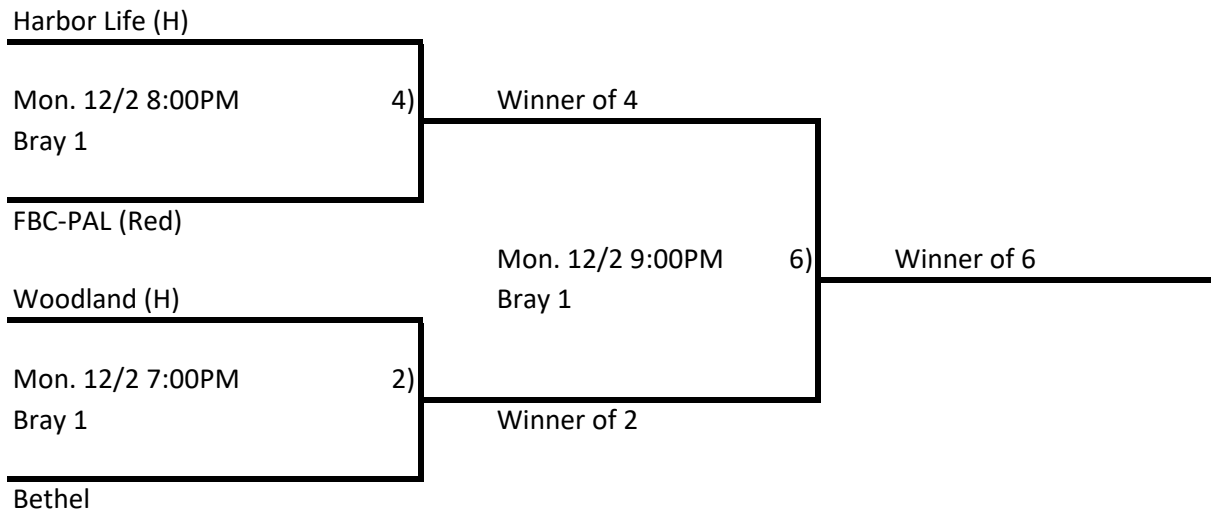 Harbor Life (H)
Mon. 12/2 8:00PM 4) Winner of 4
Bray 1
FBC-PAL (Red)
Mon. 12/2 9:00PM 6) Winner of 6
Woodland (H) Bray 1
Mon. 12/2 7:00PM 2)
Bray 1 Winner of 2
Bethel